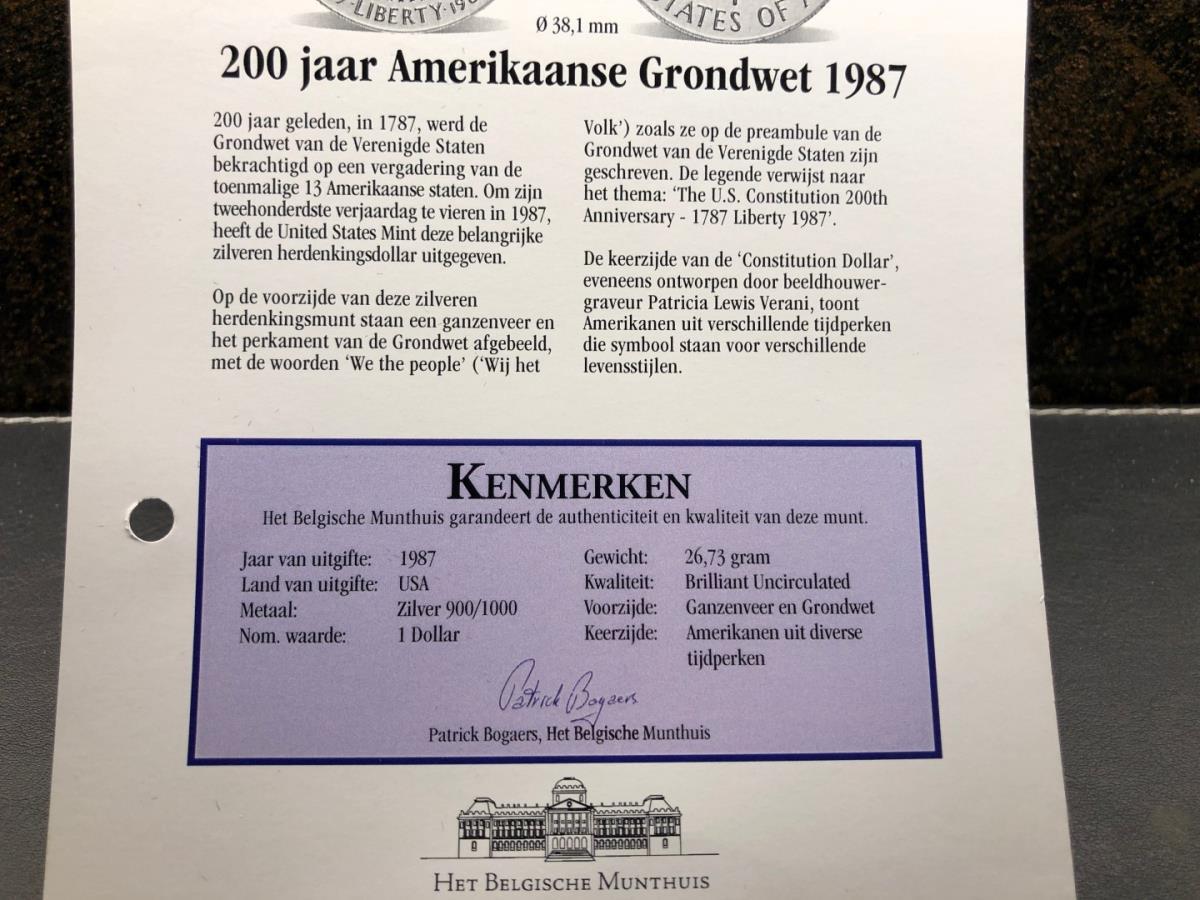 LIBERTY
Ø 38,1 mm
STATES OF
200 jaar Amerikaanse Grondwet 1987
200 jaar geleden, in 1787, werd de
Grondwet van de Verenigde Staten
bekrachtigd op een vergadering van de
toenmalige 13 Amerikaanse staten. Om zijn
tweehonderdste verjaardag te vieren in 1987,
heeft de United States Mint deze belangrijke
zilveren herdenkingsdollar uitgegeven.
Op de voorzijde van deze zilveren
herdenkingsmunt staan een ganzenveer en
het perkament van de Grondwet afgebeeld,
met de woorden ‘We the people’ (‘Wij het
Volk’) zoals ze op de preambule van de
Grondwet van de Verenigde Staten zijn
geschreven. De legende verwijst naar
het thema: ‘The U.S. Constitution 200th
Anniversary - 1787 Liberty 1987’.
De keerzijde van de ‘Constitution Dollar’,
eveneens ontworpen door beeldhouwer-
graveur Patricia Lewis Verani, toont
Amerikanen uit verschillende tijdperken
die symbool staan voor verschillende
levensstijlen.
KENMERKEN
Het Belgische Munthuis garandeert de authenticiteit en kwaliteit van deze munt.
Jaar van uitgifte: 1987
Land van uitgifte: USA
Metaal: Zilver 900/1000
Nom. waarde: 1 Dollar
Gewicht: 26,73 gram
Kwaliteit: Brilliant Uncirculated
Voorzijde: Ganzenveer en Grondwet
Keerzijde: Amerikanen uit diverse
tijdperken
Patrick Bogaers
Patrick Bogaers, Het Belgische Munthuis
HET BELGISCHE MUNTHUIS